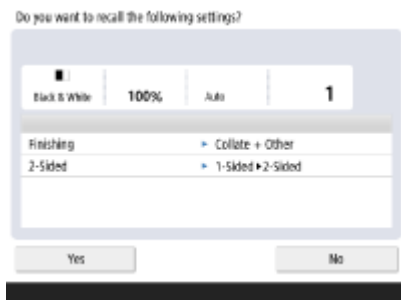 Do you want to recall the following settings?
Black & White 100% Auto 1
Finishing ▸ Collate + Other
2-Sided ▸ 1-Sided▸2-Sided
Yes No